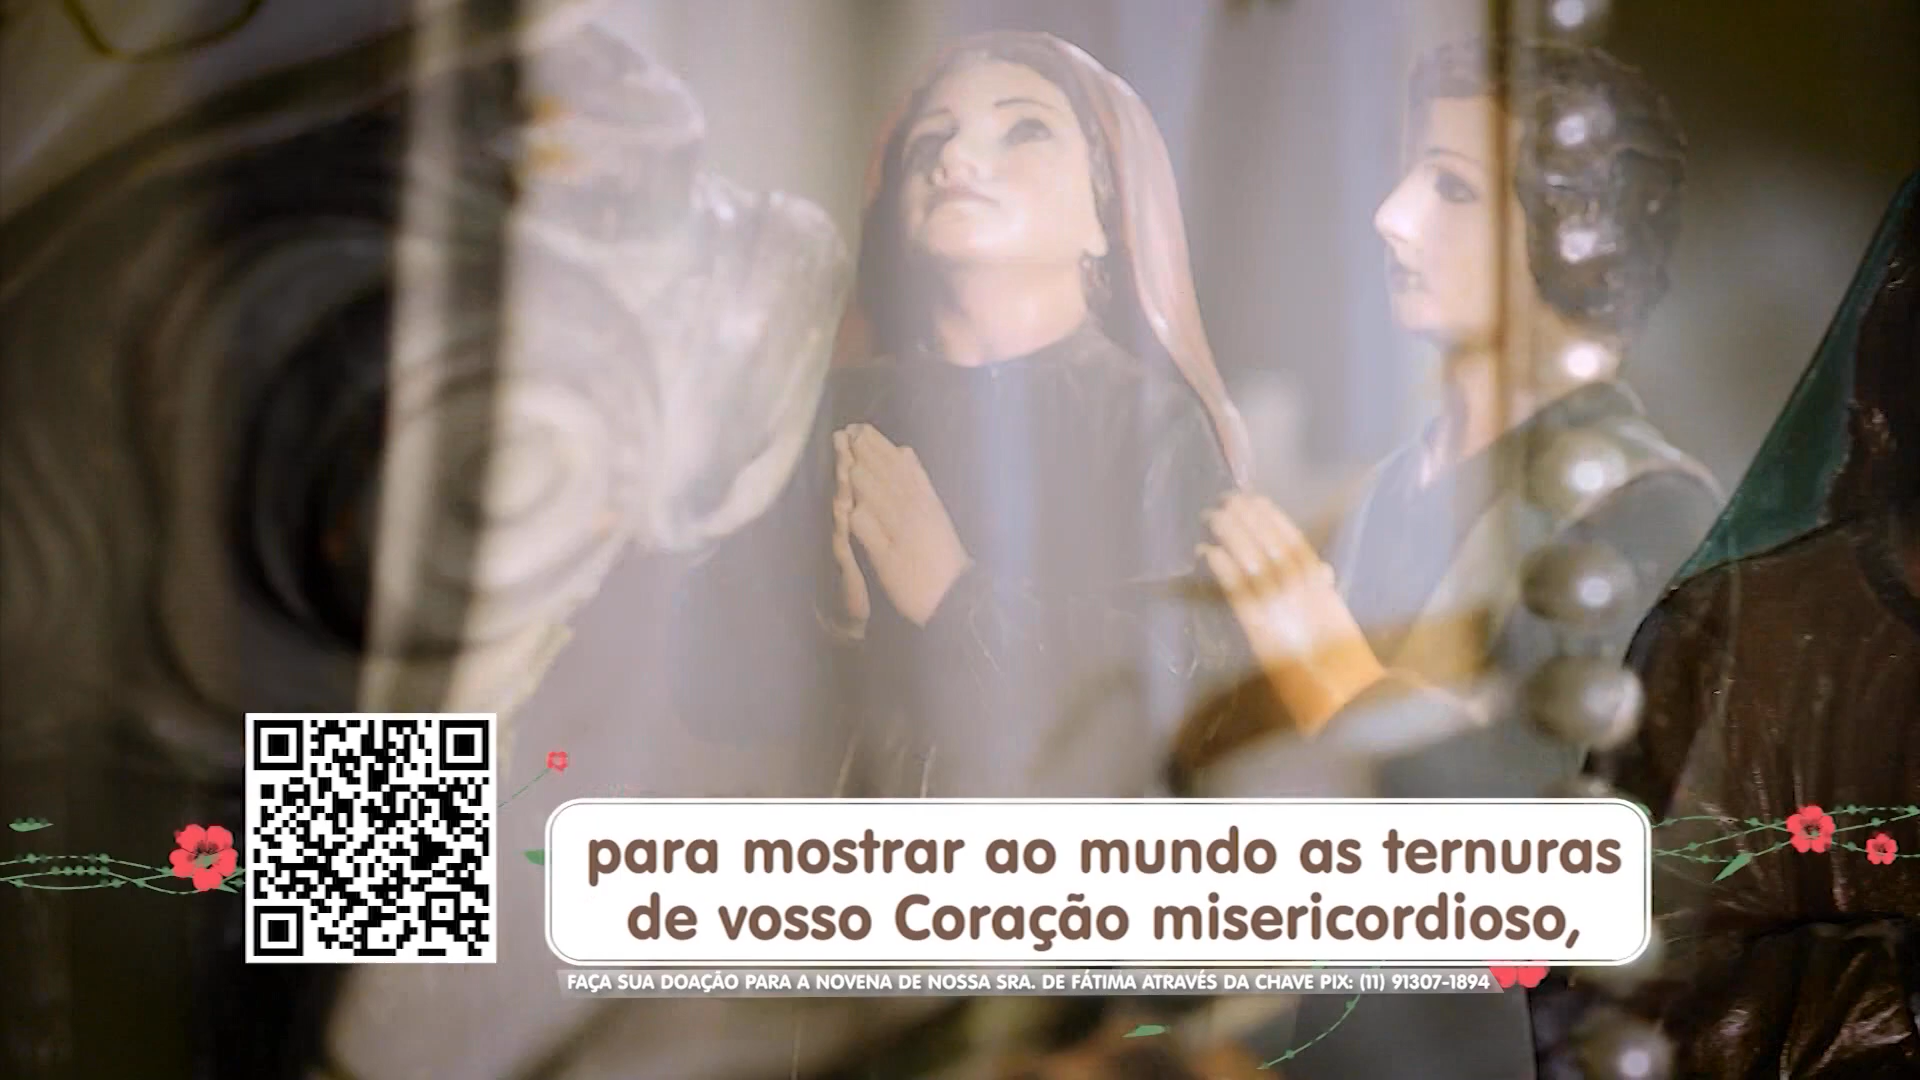 para mostrar ao mundo as ternuras
de vosso Coração misericordioso,
FAÇA SUA DOAÇÃO PARA A NOVENA DE NOSSA SRA. DE FÁTIMA ATRAVÉS DA CHAVE PIX: (11) 91307-1894